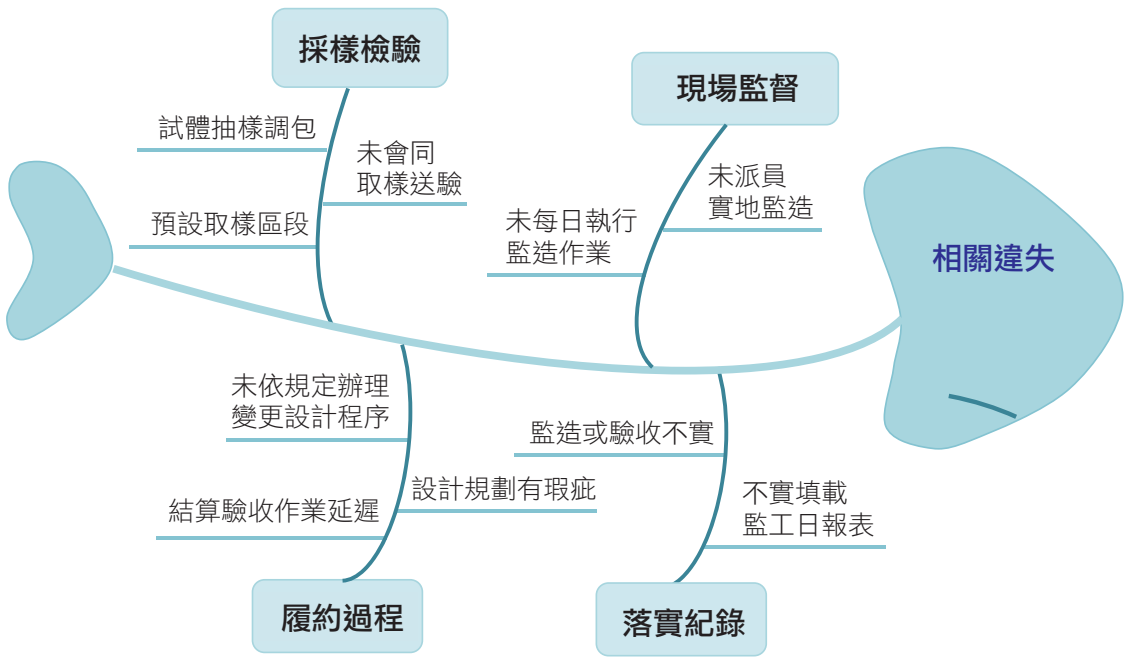 採樣檢驗
試體抽樣調包
未會同
取樣送驗
預設取樣區段
現場監督
未派員
實地監造
未每日執行
監造作業
相關違失
未依規定辦理
變更設計程序
設計規劃有瑕疵
結算驗收作業延遲
履約過程
監造或驗收不實
不實填載
監工日報表
落實紀錄